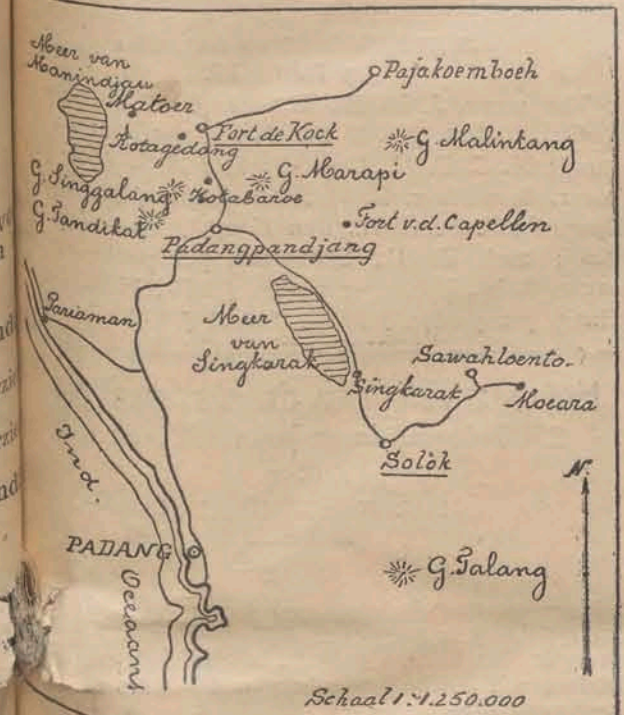 Meer van
Manindjau
Matoer
Pajakoemboeh
Kotagedang
Fort de Kock
G. Malintang
G. Singgalang
Kotabaroe
G. Marapi
G. Tandikat
Fort v.d. Capellen
Padangpandjang
Pariaman
Meer
van
Singkarak
Sawahloento
Singkarak
Moeara
Solok
N.
Ind.
PADANG
G. Talang
Oceaan
Schaal 1:1.250.000